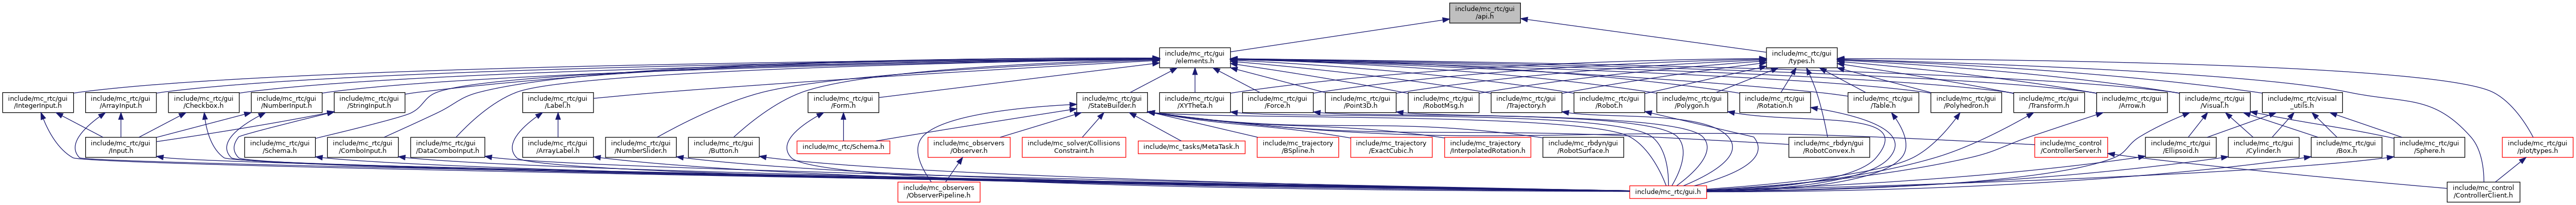 include/mc_rtc/gui
/api.h
include/mc_rtc/gui
/elements.h
include/mc_rtc/gui
/types.h
include/mc_rtc/gui
/IntegerInput.h
include/mc_rtc/gui
/ArrayInput.h
include/mc_rtc/gui
/Checkbox.h
include/mc_rtc/gui
/NumberInput.h
include/mc_rtc/gui
/StringInput.h
include/mc_rtc/gui
/Label.h
include/mc_rtc/gui
/Form.h
include/mc_rtc/gui
/StateBuilder.h
include/mc_rtc/gui
/XYTheta.h
include/mc_rtc/gui
/Force.h
include/mc_rtc/gui
/Point3D.h
include/mc_rtc/gui
/RobotMsg.h
include/mc_rtc/gui
/Trajectory.h
include/mc_rtc/gui
/Robot.h
include/mc_rtc/gui
/Polygon.h
include/mc_rtc/gui
/Rotation.h
include/mc_rtc/gui
/Table.h
include/mc_rtc/gui
/Polyhedron.h
include/mc_rtc/gui
/Transform.h
include/mc_rtc/gui
/Arrow.h
include/mc_rtc/gui
/Visual.h
include/mc_rtc/visual
_utils.h
include/mc_rtc/gui
/Input.h
include/mc_rtc/gui
/Schema.h
include/mc_rtc/gui
/ComboInput.h
include/mc_rtc/gui
/DataComboInput.h
include/mc_rtc/gui
/ArrayLabel.h
include/mc_rtc/gui
/NumberSlider.h
include/mc_rtc/gui
/Button.h
include/mc_rtc/Schema.h
include/mc_observers
/Observer.h
include/mc_solver/Collisions
Constraint.h
include/mc_tasks/MetaTask.h
include/mc_trajectory
/BSpline.h
include/mc_trajectory
/ExactCubic.h
include/mc_trajectory
/InterpolatedRotation.h
include/mc_rbdyn/gui
/RobotSurface.h
include/mc_rbdyn/gui
/RobotConvex.h
include/mc_control
/ControllerServer.h
include/mc_rtc/gui
/Ellipsoid.h
include/mc_rtc/gui
/Cylinder.h
include/mc_rtc/gui
/Box.h
include/mc_rtc/gui
/Sphere.h
include/mc_rtc/gui
/plot/types.h
include/mc_observers
/ObserverPipeline.h
include/mc_rtc/gui.h
include/mc_control
/ControllerClient.h